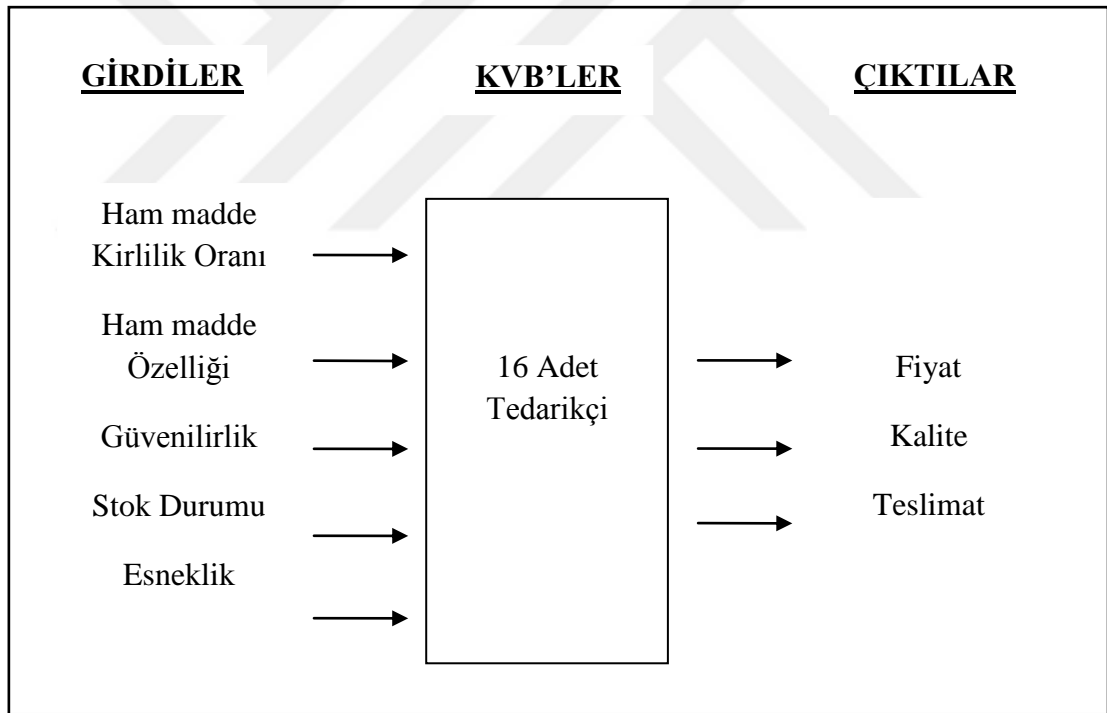 GİRDİLER
KVB’LER
ÇIKTILAR
Ham madde
Kirlilik Oranı
Ham madde
Özelliği
Güvenilirlik
Stok Durumu
Esneklik
16 Adet
Tedarikçi
Fiyat
Kalite
Teslimat